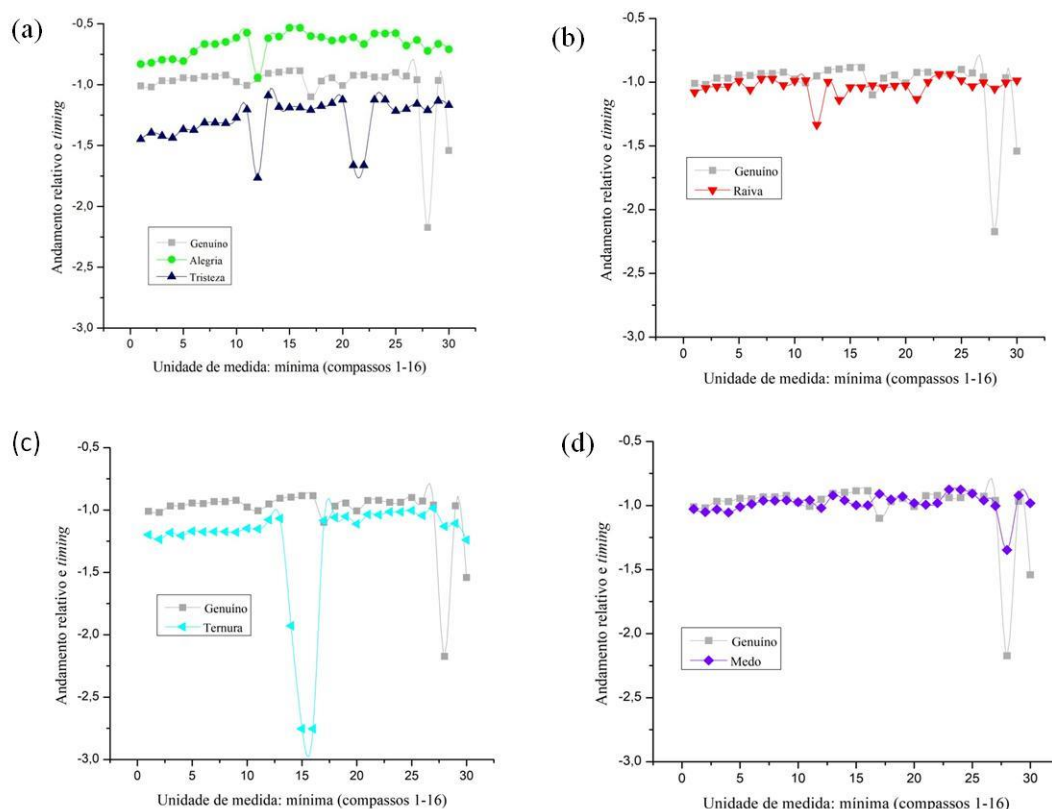 (a)
Andamento relativo e timing
-0,5
-1,0
-1,5
-2,0
-2,5
-3,0
Genuíno
Alegria
Tristeza
0 5 10 15 20 25 30
Unidade de medida: mínima (compassos 1-16)
(b)
Andamento relativo e timing
-0,5
-1,0
-1,5
-2,0
-2,5
-3,0
Genuíno
Raiva
0 5 10 15 20 25 30
Unidade de medida: mínima (compassos 1-16)
(c)
Andamento relativo e timing
-0,5
-1,0
-1,5
-2,0
-2,5
-3,0
Genuíno
Ternura
0 5 10 15 20 25 30
Unidade de medida: mínima (compassos 1-16)
(d)
Andamento relativo e timing
-0,5
-1,0
-1,5
-2,0
-2,5
-3,0
Genuíno
Medo
0 5 10 15 20 25 30
Unidade de medida: mínima (compassos 1-16)